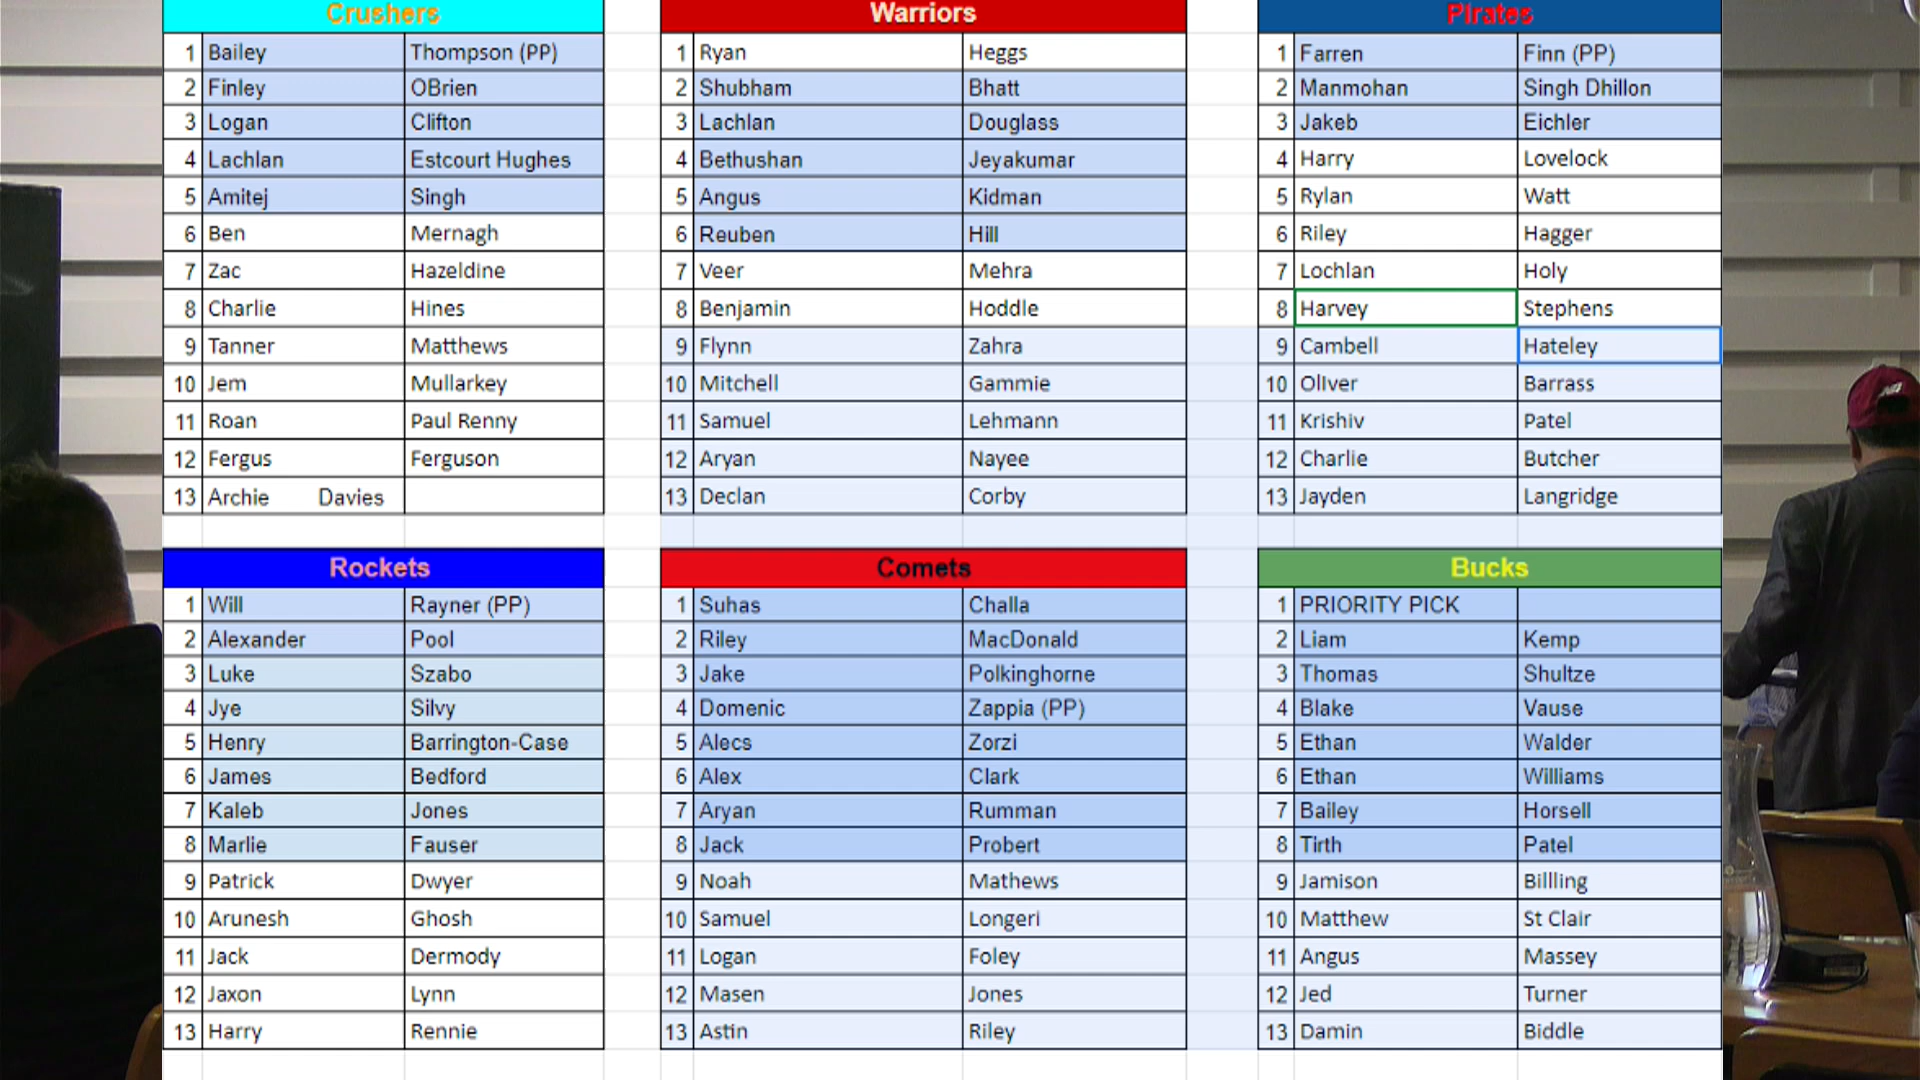 Crushers
1 Bailey Thompson (PP)
2 Finley OBrien
3 Logan Clifton
4 Lachlan Estcourt Hughes
5 Amitej Singh
6 Ben Mernagh
7 Zac Hazeldine
8 Charlie Hines
9 Tanner Matthews
10 Jem Mullarkey
11 Roan Paul Renny
12 Fergus Ferguson
13 Archie Davies
Warriors
1 Ryan Heggs
2 Shubham Bhatt
3 Lachlan Douglass
4 Bethushan Jeyakumar
5 Angus Kidman
6 Reuben Hill
7 Veer Mehra
8 Benjamin Hoddle
9 Flynn Zahra
10 Mitchell Gammie
11 Samuel Lehmann
12 Aryan Nayee
13 Declan Corby
Pirates
1 Farren Finn (PP)
2 Manmohan Singh Dhillon
3 Jakeb Eichler
4 Harry Lovelock
5 Rylan Watt
6 Riley Hagger
7 Lochlan Holy
8 Harvey Stephens
9 Cambell Hateley
10 Oliver Barrass
11 Krishiv Patel
12 Charlie Butcher
13 Jayden Langridge
Rockets
1 Will Rayner (PP)
2 Alexander Pool
3 Luke Szabo
4 Jye Silvy
5 Henry Barrington-Case
6 James Bedford
7 Kaleb Jones
8 Marlie Fauser
9 Patrick Dwyer
10 Arunesh Ghosh
11 Jack Dermody
12 Jaxon Lynn
13 Harry Rennie
Comets
1 Suhas Challa
2 Riley MacDonald
3 Jake Polkinghorne
4 Domenic Zappia (PP)
5 Alecs Zorzi
6 Alex Clark
7 Aryan Rumman
8 Jack Probert
9 Noah Mathews
10 Samuel Longeri
11 Logan Foley
12 Masen Jones
13 Astin Riley
Bucks
1 PRIORITY PICK
2 Liam Kemp
3 Thomas Shultze
4 Blake Vause
5 Ethan Walder
6 Ethan Williams
7 Bailey Horsell
8 Tirth Patel
9 Jamison Billling
10 Matthew St Clair
11 Angus Massey
12 Jed Turner
13 Damin Biddle